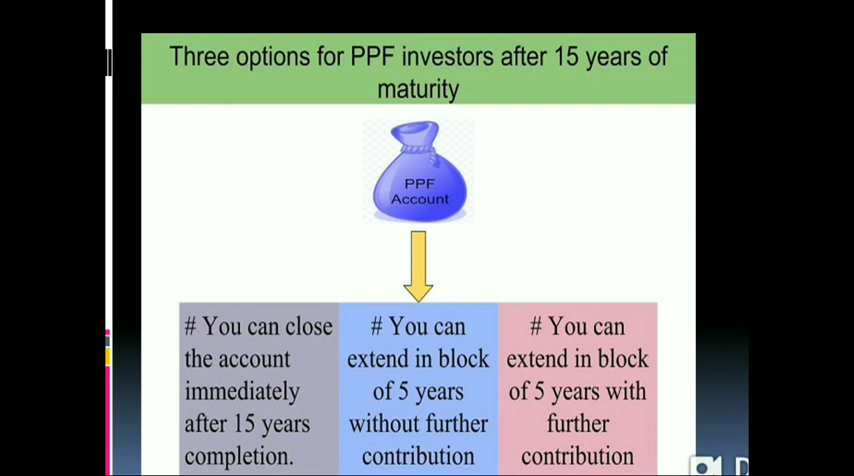 Three options for PPF investors after 15 years of
maturity
PPF
Account
# You can close
the account
immediately
after 15 years
completion.
# You can
extend in block
of 5 years
without further
contribution
# You can
extend in block
of 5 years with
further
contribution